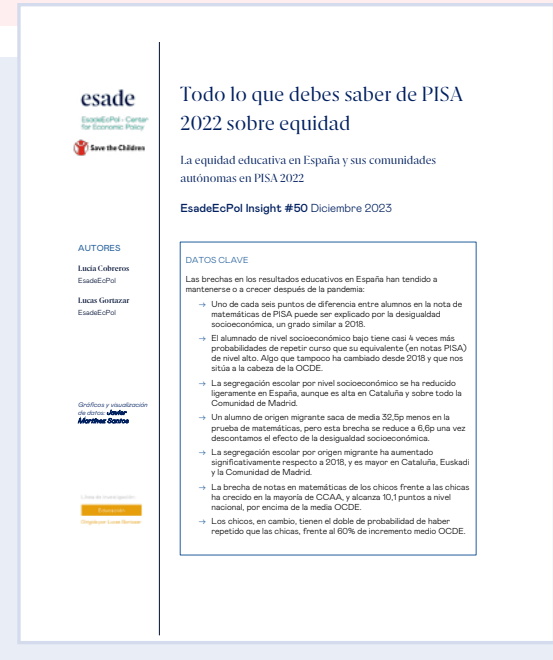 esade
EsadeEcPol - Center
for Economic Policy
Save the Children
Todo lo que debes saber de PISA
2022 sobre equidad
La equidad educativa en España y sus comunidades
autónomas en PISA 2022
EsadeEcPol Insight #50 Diciembre 2023
AUTORES
Lucía Cobreros
EsadeEcPol
Lucas Gortazar
EsadeEcPol
Gráficos y visualización
de datos: Javier
Martínez Santos
Línea de investigación:
Educación
Dirigida por Lucas Gortazar
DATOS CLAVE
Las brechas en los resultados educativos en España han tendido a
mantenerse o a crecer después de la pandemia:
→ Uno de cada seis puntos de diferencia entre alumnos en la nota de
matemáticas de PISA puede ser explicado por la desigualdad
socioeconómica, un grado similar a 2018.
→ El alumnado de nivel socioeconómico bajo tiene casi 4 veces más
probabilidades de repetir curso que su equivalente (en notas PISA)
de nivel alto. Algo que tampoco ha cambiado desde 2018 y que nos
sitúa a la cabeza de la OCDE.
→ La segregación escolar por nivel socioeconómico se ha reducido
ligeramente en España, aunque es alta en Cataluña y sobre todo la
Comunidad de Madrid.
→ Un alumno de origen migrante saca de media 32,5p menos en la
prueba de matemáticas, pero esta brecha se reduce a 6,6p una vez
descontamos el efecto de la desigualdad socioeconómica.
→ La segregación escolar por origen migrante ha aumentado
significativamente respecto a 2018, y es mayor en Cataluña, Euskadi
y la Comunidad de Madrid.
→ La brecha de notas en matemáticas de los chicos frente a las chicas
ha crecido en la mayoría de CCAA, y alcanza 10,1 puntos a nivel
nacional, por encima de la media OCDE.
→ Los chicos, en cambio, tienen el doble de probabilidad de haber
repetido que las chicas, frente al 60% de incremento medio OCDE.